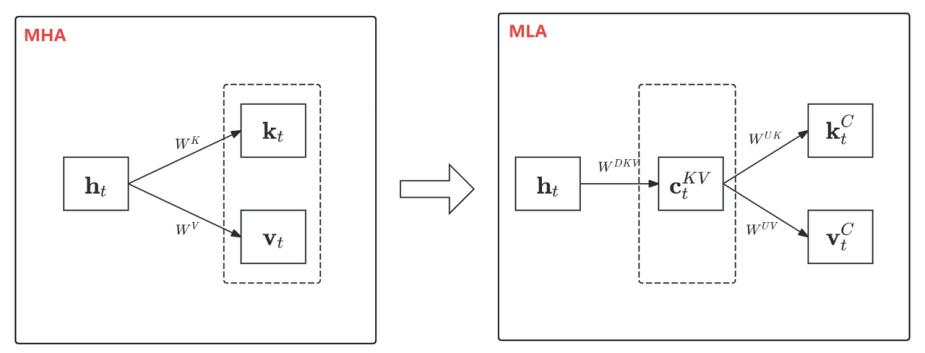 MHA
W^K
k_t
h_t
W^V
v_t
MLA
W^{DKV}
W^{UK}
k_t^C
h_t
c_t^{KV}
W^{UV}
v_t^C